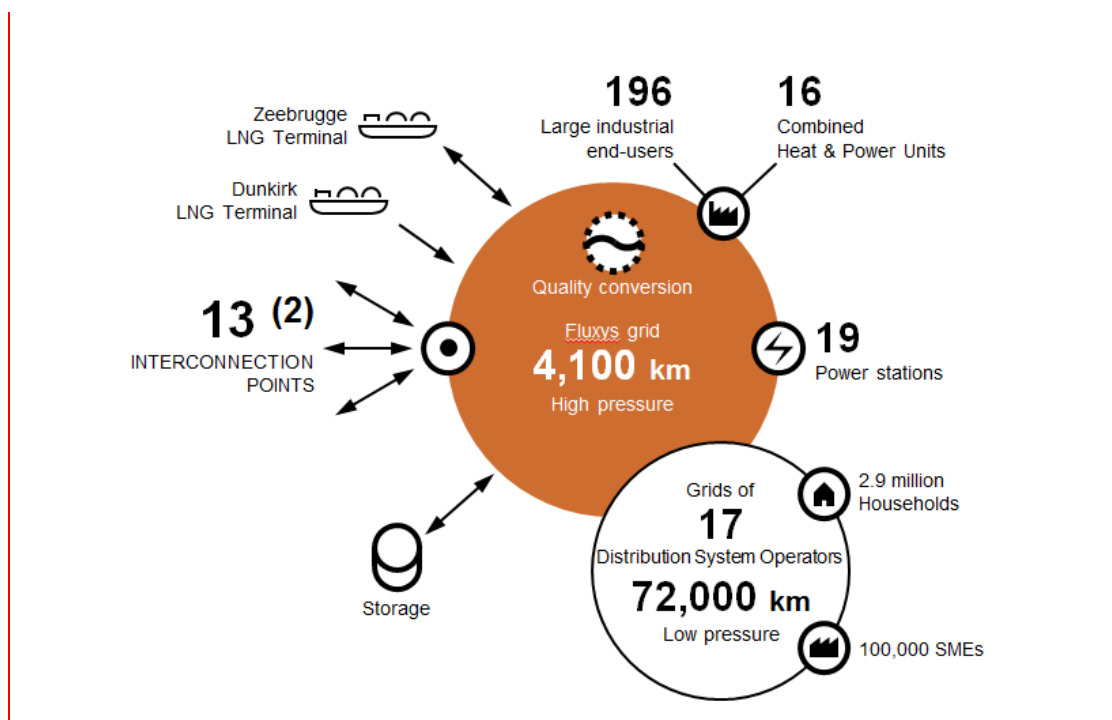 196
Large industrial
end-users
16
Combined
Heat & Power Units
Zeebrugge
LNG Terminal
Dunkirk
LNG Terminal
13 (2)
INTERCONNECTION
POINTS
Quality conversion
Fluxys grid
4,100 km
High pressure
19
Power stations
Storage
Grids of
17
Distribution System Operators
72,000 km
Low pressure
2.9 million
Households
100,000 SMEs